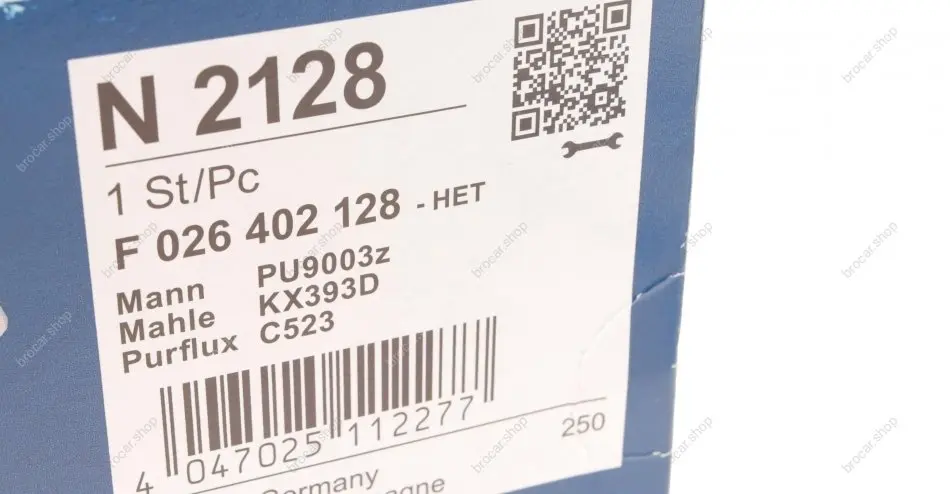 N 2128
1 St/Pc
F 026 402 128 - HET
Mann PU9003z
Mahle KX393D
Purflux C523
4 047025 112277
250
brocar.shop